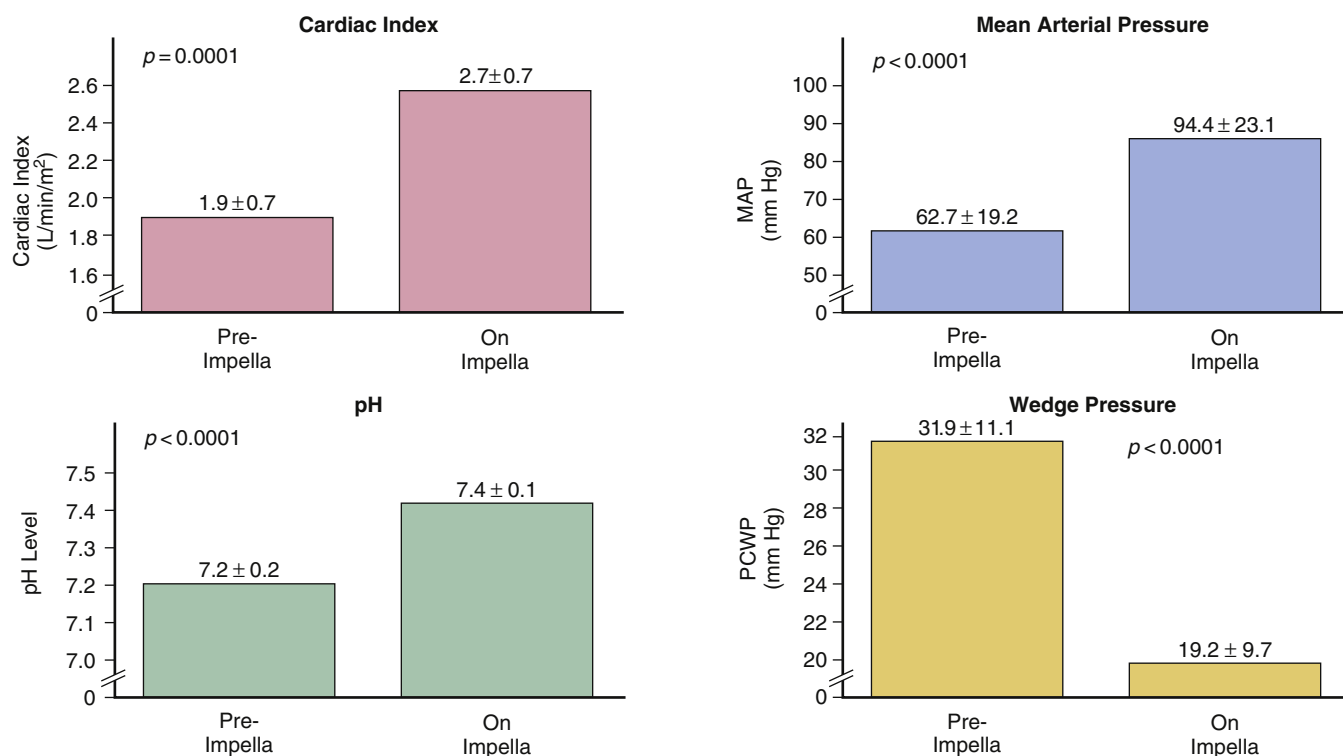 Cardiac Index
p = 0.0001
Cardiac Index
(L/min/m²)
2.6
2.4
2.2
2.0
1.8
1.6
0
1.9 ± 0.7
2.7 ± 0.7
Pre-
Impella
On
Impella
Mean Arterial Pressure
p < 0.0001
MAP
(mm Hg)
100
90
80
70
60
50
0
62.7 ± 19.2
94.4 ± 23.1
Pre-
Impella
On
Impella
pH
p < 0.0001
pH Level
7.5
7.4
7.3
7.2
7.1
7.0
0
7.2 ± 0.2
7.4 ± 0.1
Pre-
Impella
On
Impella
Wedge Pressure
p < 0.0001
PCWP
(mm Hg)
32
30
28
26
24
22
20
0
31.9 ± 11.1
19.2 ± 9.7
Pre-
Impella
On
Impella